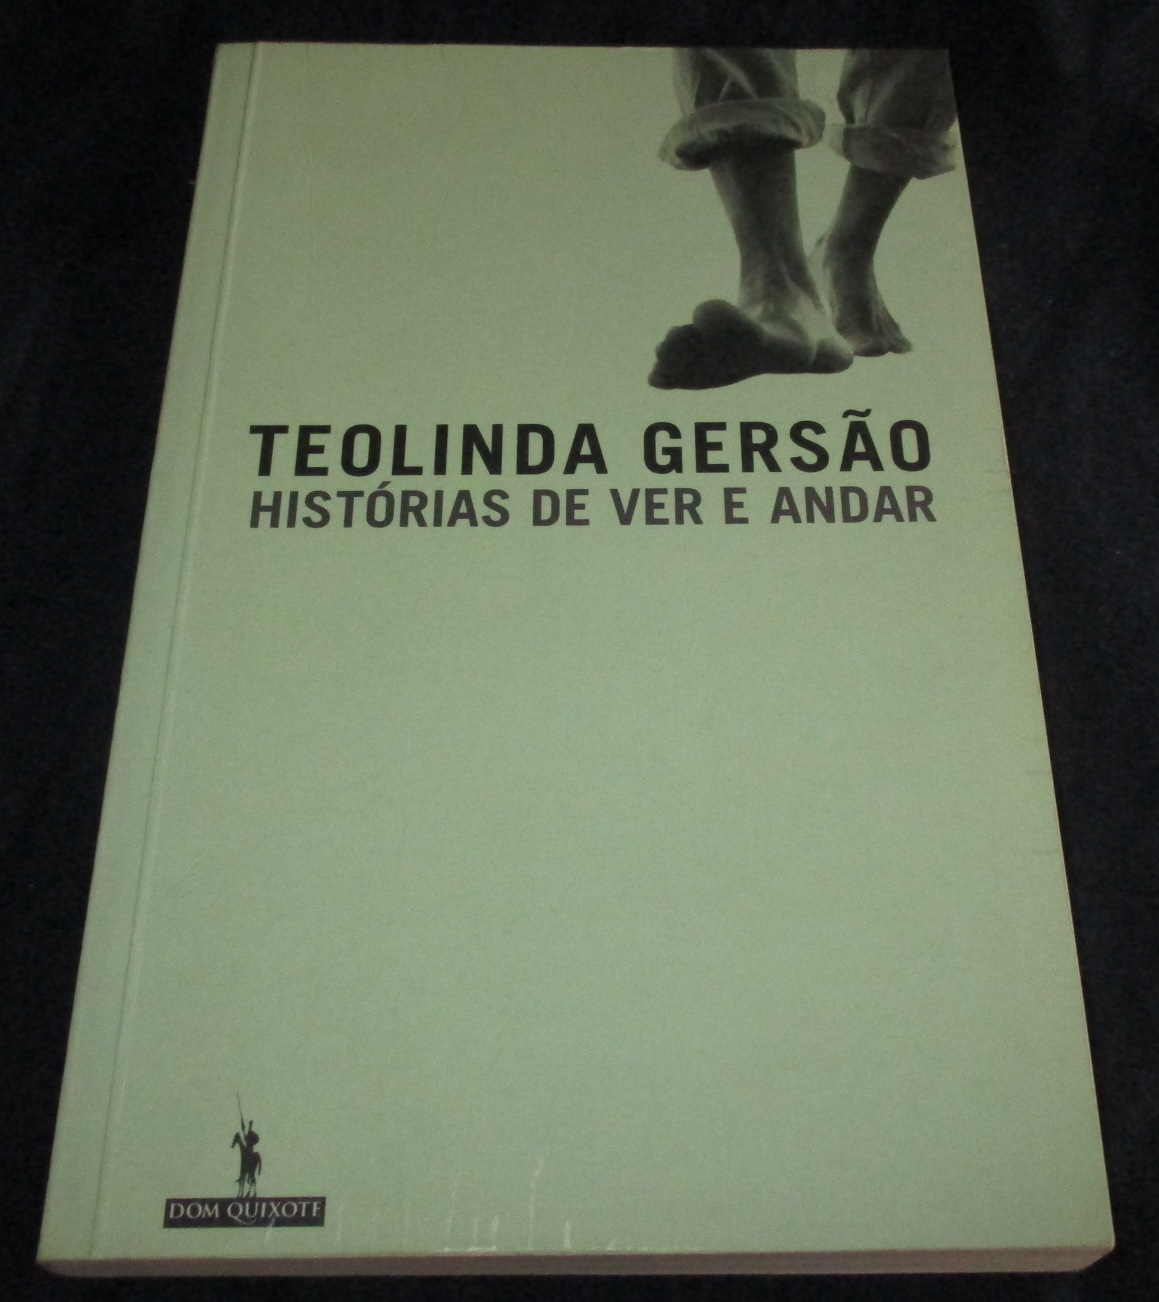 TEOLINDA GERSÃO
HISTÓRIAS DE VER E ANDAR
DOM QUIXOTE